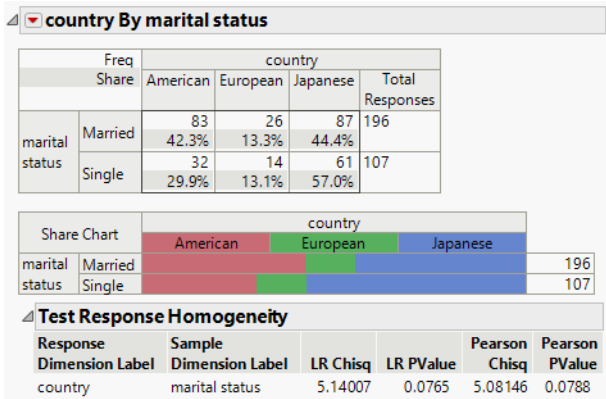 country By marital status
Freq country
Share American European Japanese Total
Responses
83 26 87 196
marital Married
42.3% 13.3% 44.4%
status 32 14 61 107
Single
29.9% 13.1% 57.0%
country
Share Chart
American European Japanese
marital Married 196
status Single 107
Test Response Homogeneity
Response Sample Pearson Pearson
Dimension Label Dimension Label LR Chisq LR PValue Chisq PValue
country marital status 5.14007 0.0765 5.08146 0.0788